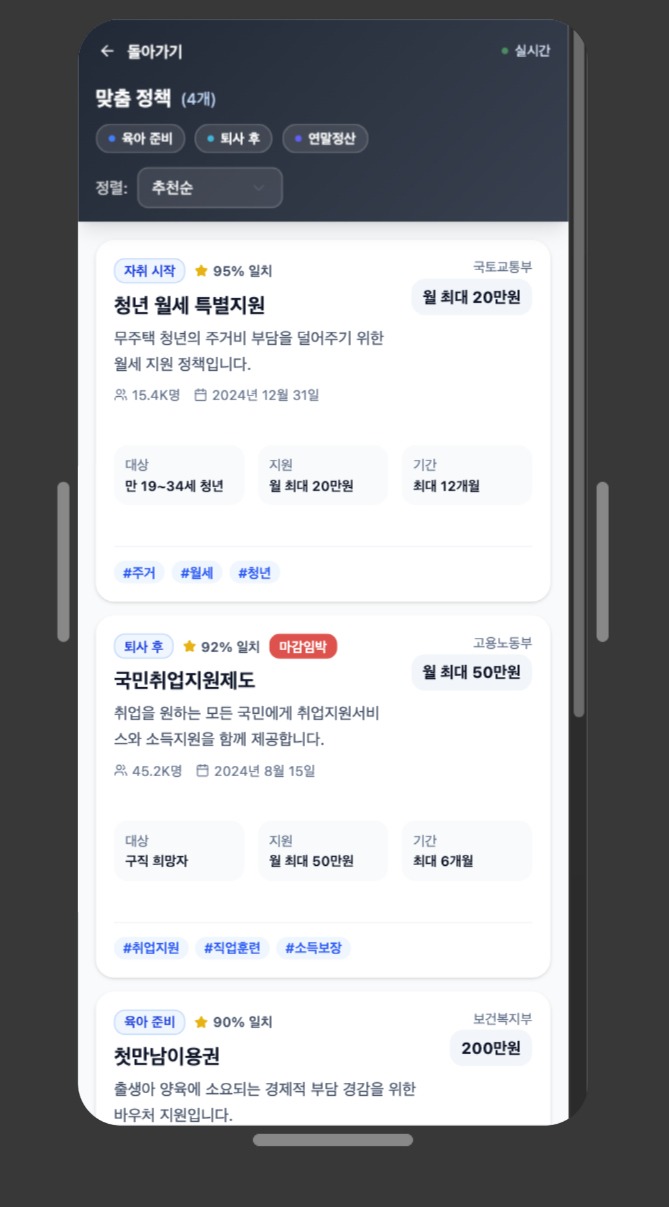 돌아가기
실시간
맞춤 정책 (4개)
육아 준비 퇴사 후 연말정산
정렬: 추천순
자취 시작 95% 일치 국토교통부
청년 월세 특별지원 월 최대 20만원
무주택 청년의 주거비 부담을 덜어주기 위한
월세 지원 정책입니다.
15.4K명 2024년 12월 31일
대상 지원 기간
만 19~34세 청년 월 최대 20만원 최대 12개월
#주거 #월세 #청년
퇴사 후 92% 일치 마감임박 고용노동부
국민취업지원제도 월 최대 50만원
취업을 원하는 모든 국민에게 취업지원서비
스와 소득지원을 함께 제공합니다.
45.2K명 2024년 8월 15일
대상 지원 기간
구직 희망자 월 최대 50만원 최대 6개월
#취업지원 #직업훈련 #소득보장
육아 준비 90% 일치 보건복지부
첫만남이용권 200만원
출생아 양육에 소요되는 경제적 부담 경감을 위한
바우처 지원입니다.